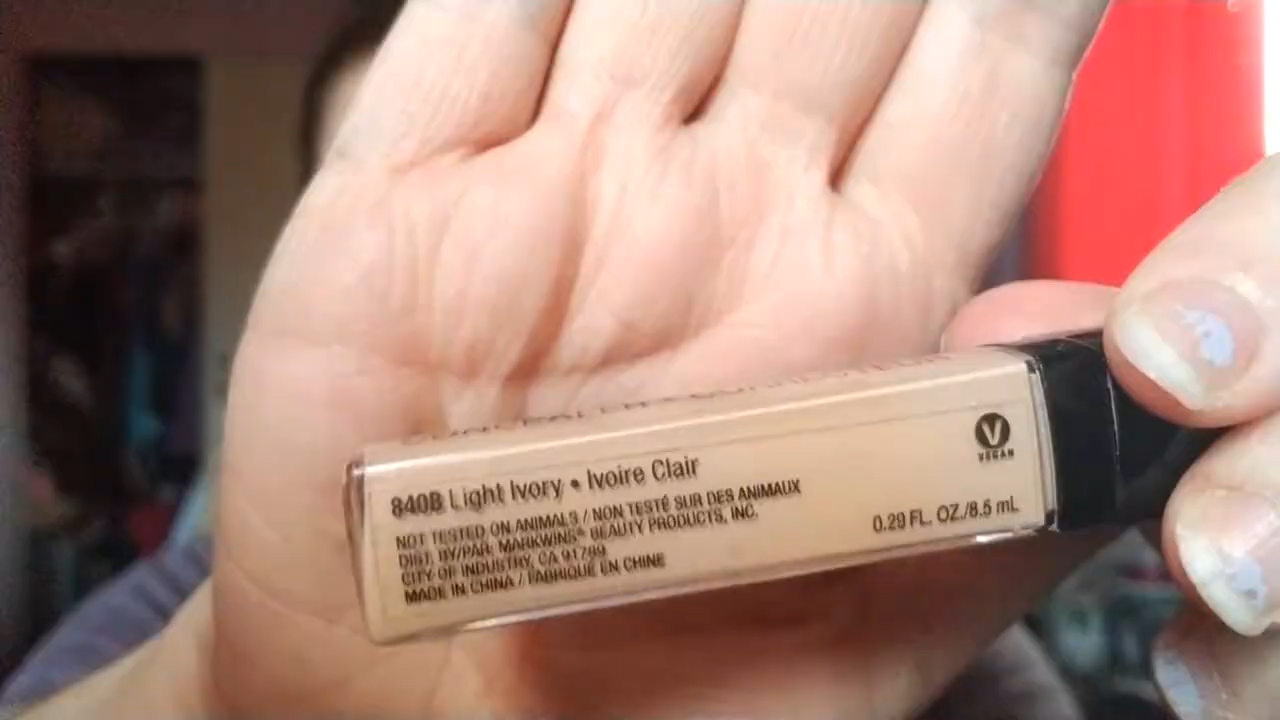 840B Light Ivory • Ivoire Clair
NOT TESTED ON ANIMALS / NON TESTÉ SUR DES ANIMAUX
DIST. BY/PAR: MARKWINS® BEAUTY PRODUCTS, INC.
CITY OF INDUSTRY, CA 91789
MADE IN CHINA / FABRIQUÉ EN CHINE
V
VEGAN
0.29 FL. OZ./8.5 mL